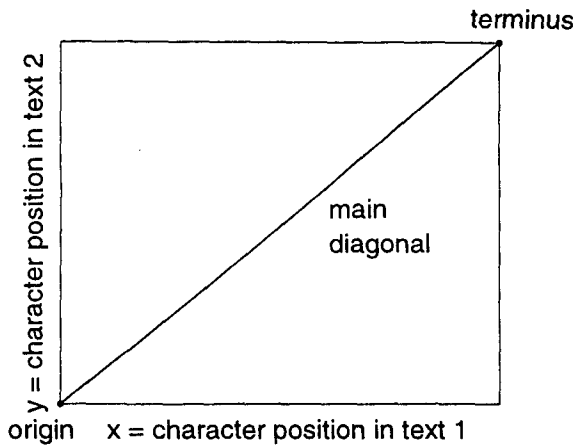 terminus
y = character position in text 2
main
diagonal
origin
x = character position in text 1